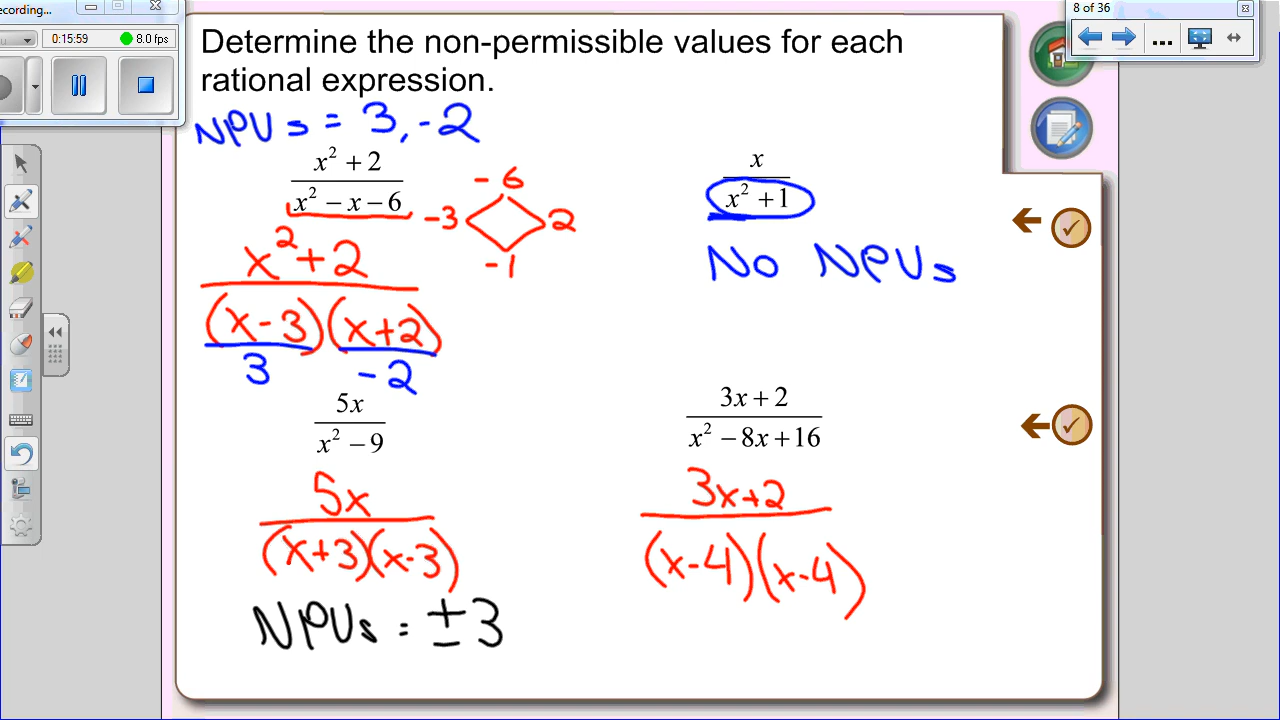 ecording...
8 of 36
0:15:59
8.0 fps
Determine the non-permissible values for each
rational expression.
NPVs = 3, -2
x² + 2
x² − x − 6
-6
-3 2
-1
x² + 2
(x-3)(x+2)
3 -2
x
x² + 1
No NPVs
5x
x² − 9
5x
(x+3)(x-3)
NPVs = ±3
3x + 2
x² − 8x + 16
3x+2
(x-4)(x-4)